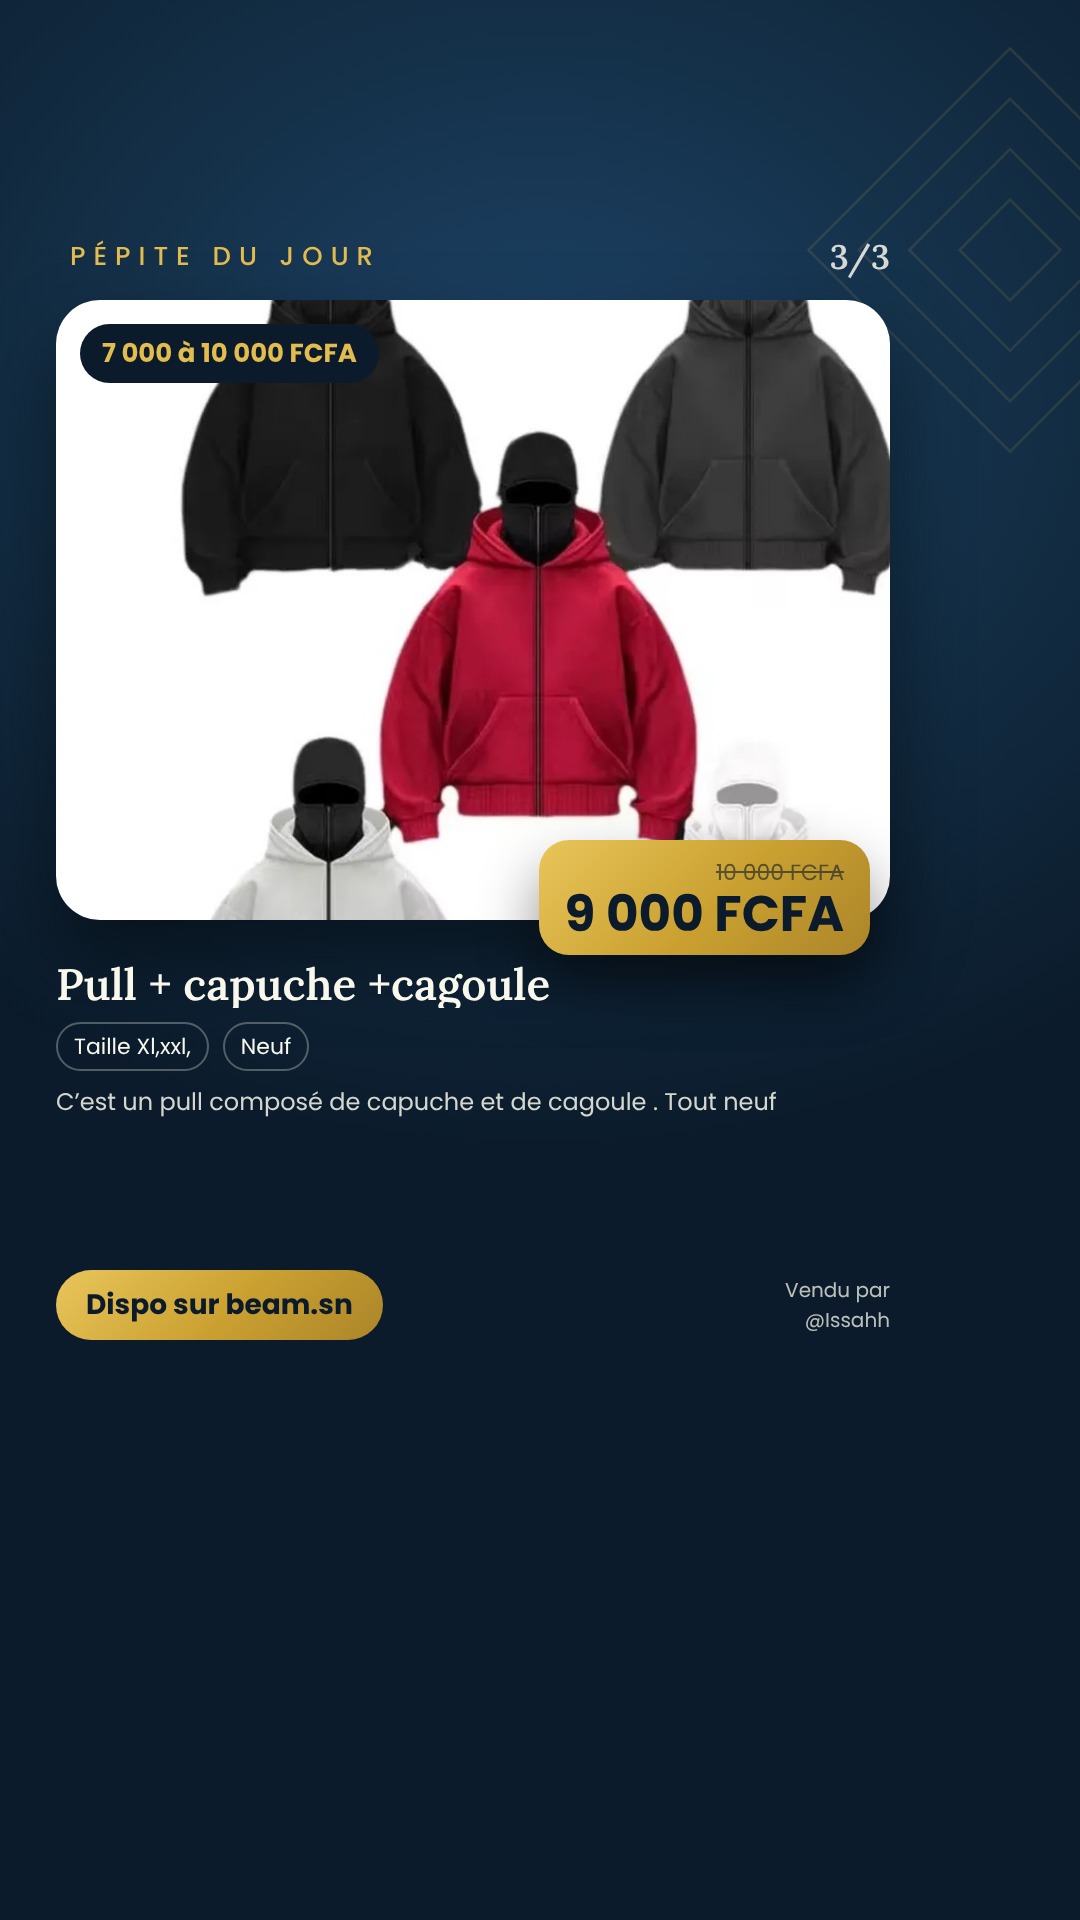 PÉPITE DU JOUR
3/3
7 000 à 10 000 FCFA
10 000 FCFA
9 000 FCFA
Pull + capuche +cagoule
Taille Xl,xxl,
Neuf
C’est un pull composé de capuche et de cagoule . Tout neuf
Dispo sur beam.sn
Vendu par
@Issahh